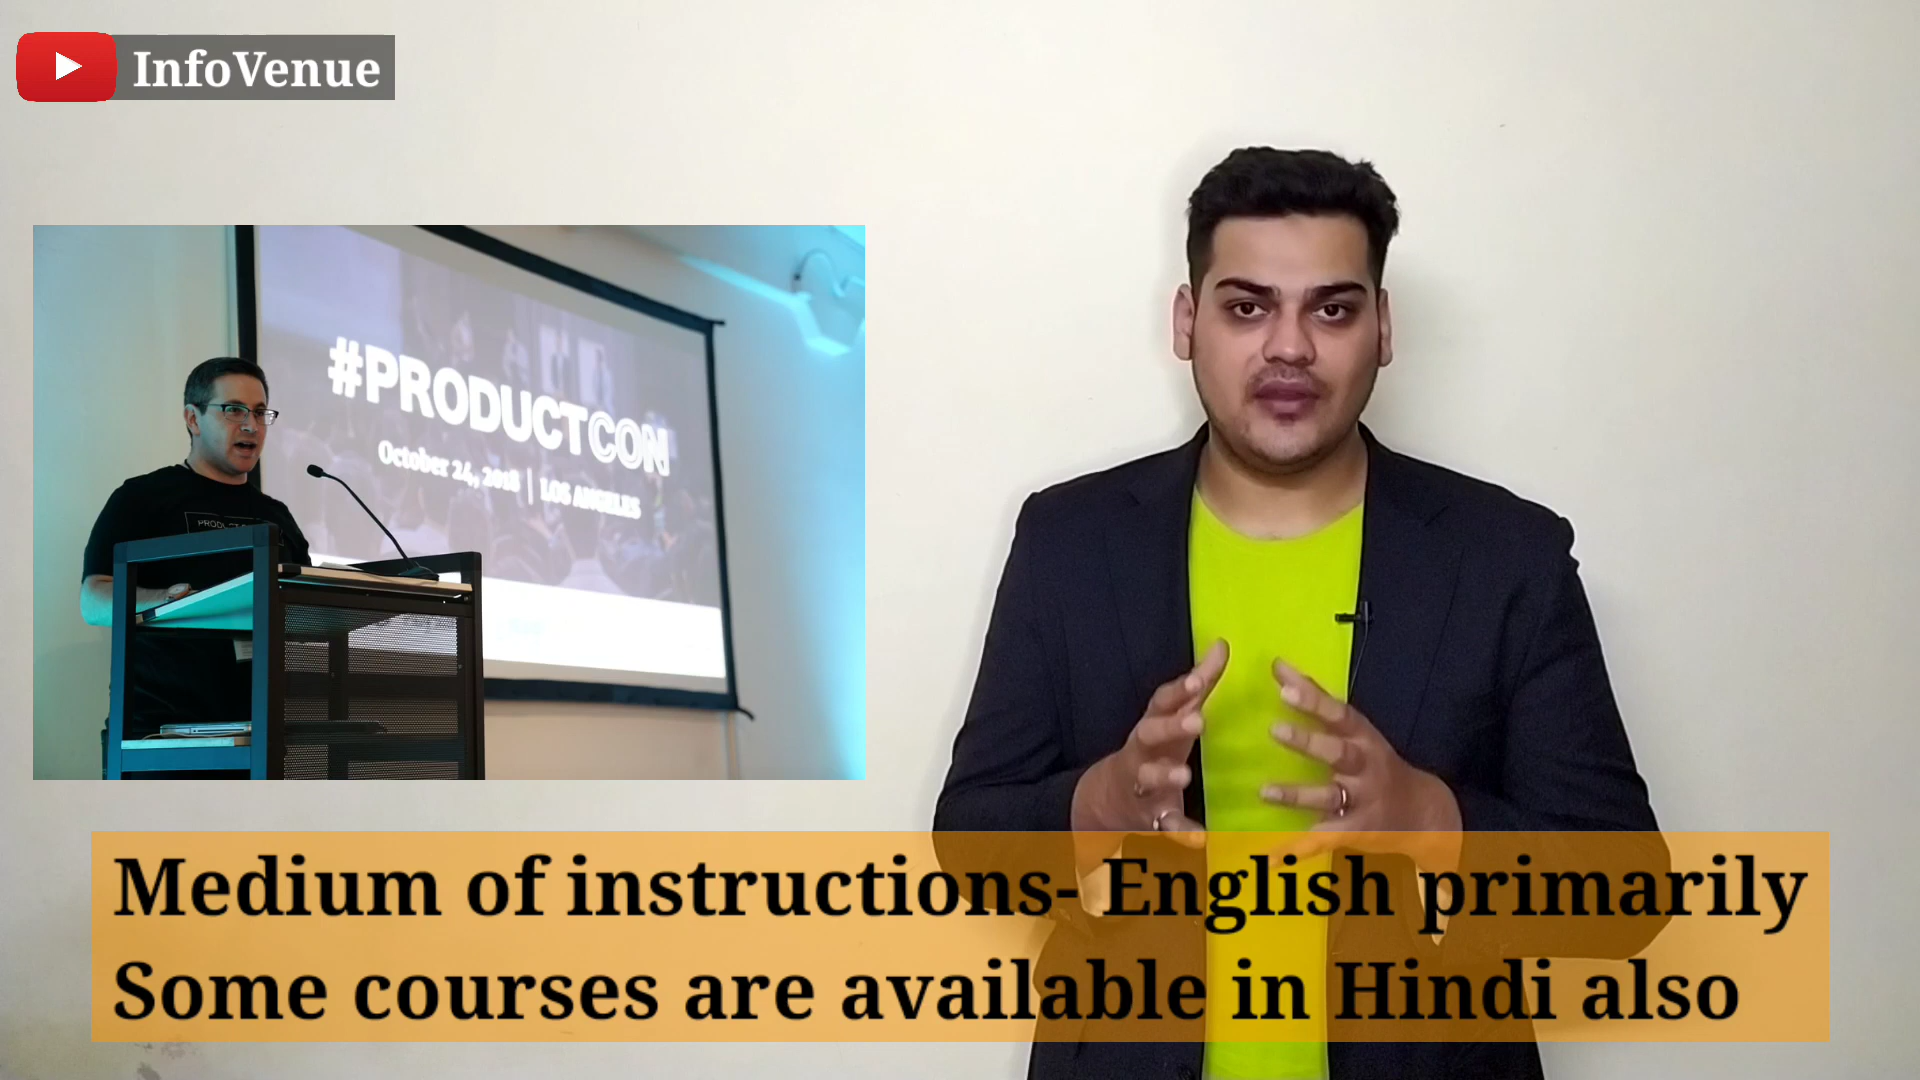 InfoVenue
#PRODUCTCON
October 24, 2018 | LOS ANGELES
Medium of instructions- English primarily
Some courses are available in Hindi also